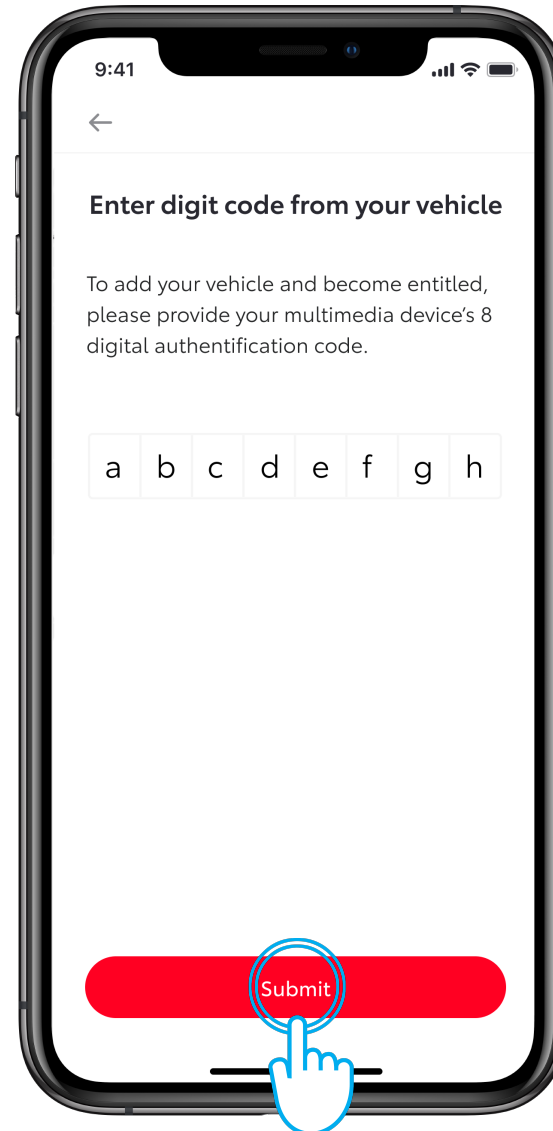 9:41
Enter digit code from your vehicle
To add your vehicle and become entitled,
please provide your multimedia device’s 8
digital authentification code.
a b c d e f g h
Submit